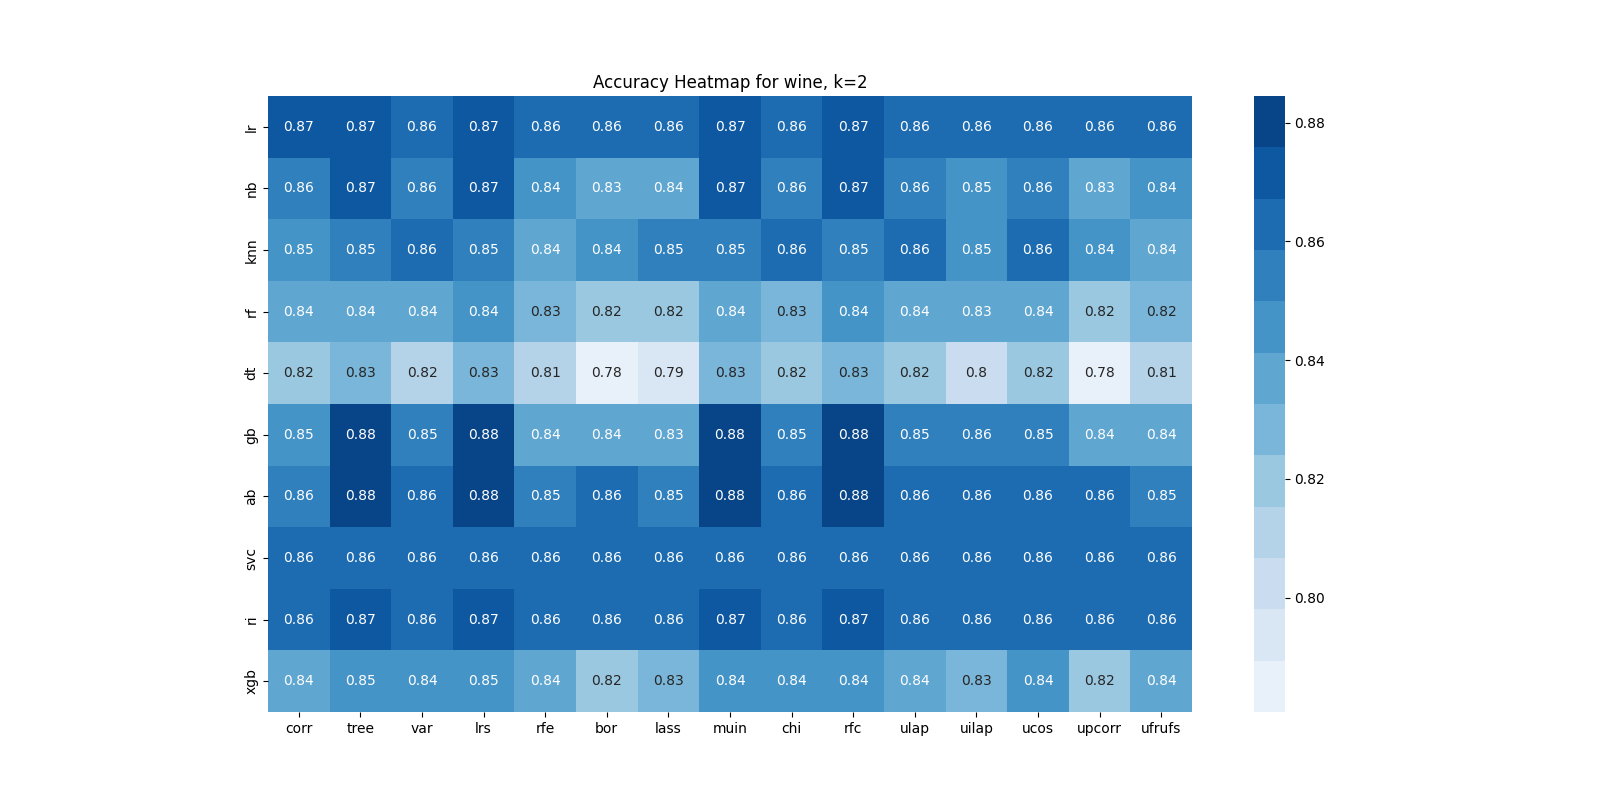 Accuracy Heatmap for wine, k=2
lr 0.87 0.87 0.86 0.87 0.86 0.86 0.86 0.87 0.86 0.87 0.86 0.86 0.86 0.86 0.86
nb 0.86 0.87 0.86 0.87 0.84 0.83 0.84 0.87 0.86 0.87 0.86 0.85 0.86 0.83 0.84
knn 0.85 0.85 0.86 0.85 0.84 0.84 0.85 0.85 0.86 0.85 0.86 0.85 0.86 0.84 0.84
rf 0.84 0.84 0.84 0.84 0.83 0.82 0.82 0.84 0.83 0.84 0.84 0.83 0.84 0.82 0.82
dt 0.82 0.83 0.82 0.83 0.81 0.78 0.79 0.83 0.82 0.83 0.82 0.8 0.82 0.78 0.81
gb 0.85 0.88 0.85 0.88 0.84 0.84 0.83 0.88 0.85 0.88 0.85 0.86 0.85 0.84 0.84
ab 0.86 0.88 0.86 0.88 0.85 0.86 0.85 0.88 0.86 0.88 0.86 0.86 0.86 0.86 0.85
svc 0.86 0.86 0.86 0.86 0.86 0.86 0.86 0.86 0.86 0.86 0.86 0.86 0.86 0.86 0.86
ri 0.86 0.87 0.86 0.87 0.86 0.86 0.86 0.87 0.86 0.87 0.86 0.86 0.86 0.86 0.86
xgb 0.84 0.85 0.84 0.85 0.84 0.82 0.83 0.84 0.84 0.84 0.84 0.83 0.84 0.82 0.84
corr tree var lrs rfe bor lass muin chi rfc ulap uilap ucos upcorr ufrufs
0.88
0.86
0.84
0.82
0.80